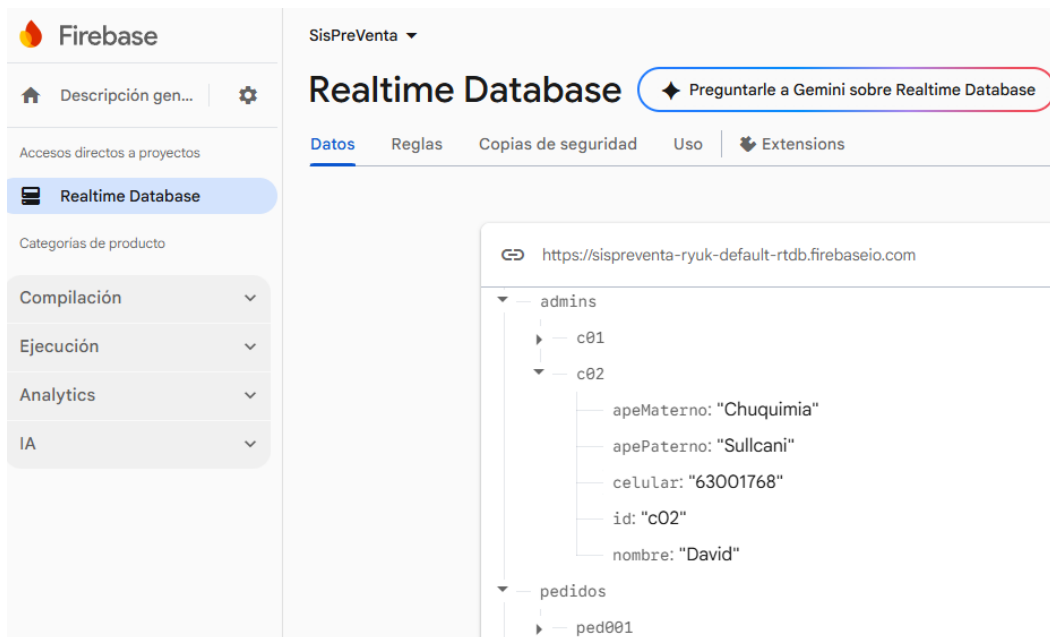 Firebase
SisPreVenta
Descripción gen...
Realtime Database
Preguntarle a Gemini sobre Realtime Database
Accesos directos a proyectos
Datos Reglas Copias de seguridad Uso Extensions
Realtime Database
Categorías de producto
https://sispreventa-ryuk-default-rtdb.firebaseio.com
Compilación
Ejecución
Analytics
IA
admins
c01
c02
apeMaterno: "Chuquimia"
apePaterno: "Sullcani"
celular: "63001768"
id: "c02"
nombre: "David"
pedidos
ped001